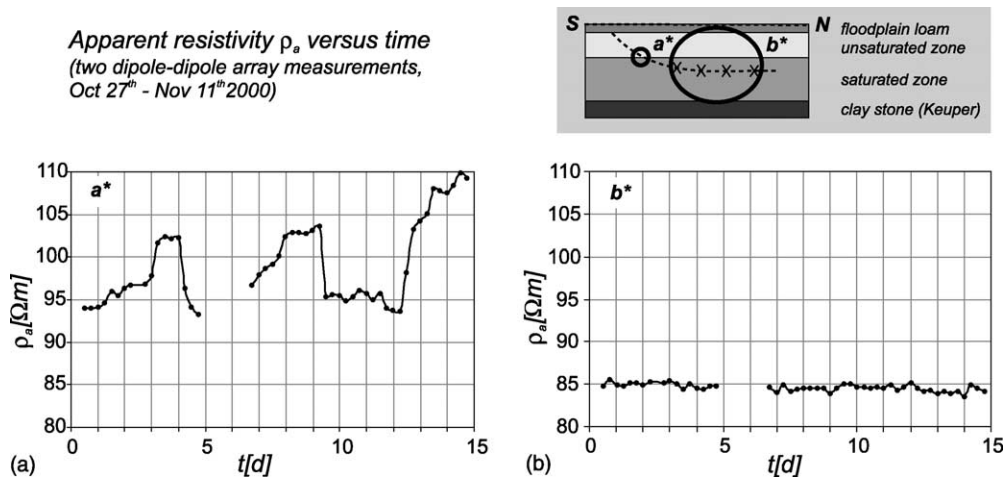 Apparent resistivity ρa versus time
(two dipole-dipole array measurements,
Oct 27th - Nov 11th 2000)
S
N
a*
b*
floodplain loam
unsaturated zone
saturated zone
clay stone (Keuper)
a*
110
105
100
95
90
85
80
ρa[Ωm]
0
5
10
15
t[d]
(a)
b*
110
105
100
95
90
85
80
ρa[Ωm]
0
5
10
15
t[d]
(b)